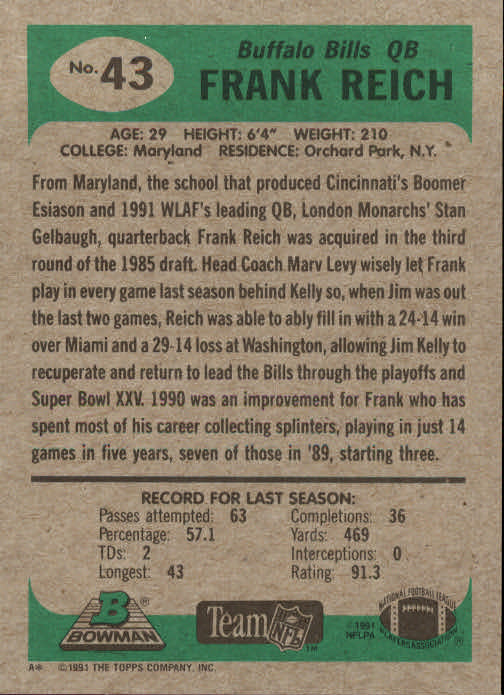 Buffalo Bills QB
No. 43 FRANK REICH
AGE: 29 HEIGHT: 6'4" WEIGHT: 210
COLLEGE: Maryland RESIDENCE: Orchard Park, N.Y.
From Maryland, the school that produced Cincinnati's Boomer
Esiason and 1991 WLAF's leading QB, London Monarchs' Stan
Gelbaugh, quarterback Frank Reich was acquired in the third
round of the 1985 draft. Head Coach Marv Levy wisely let Frank
play in every game last season behind Kelly so, when Jim was out
the last two games, Reich was able to ably fill in with a 24-14 win
over Miami and a 29-14 loss at Washington, allowing Jim Kelly to
recuperate and return to lead the Bills through the playoffs and
Super Bowl XXV. 1990 was an improvement for Frank who has
spent most of his career collecting splinters, playing in just 14
games in five years, seven of those in '89, starting three.
RECORD FOR LAST SEASON:
Passes attempted: 63 Completions: 36
Percentage: 57.1 Yards: 469
TDs: 2 Interceptions: 0
Longest: 43 Rating: 91.3
B ®
BOWMAN
Team NFL ™
©1991
NFLPA
NATIONAL FOOTBALL LEAGUE
PLAYERS ASSOCIATION ®
A* ©1991 THE TOPPS COMPANY, INC.